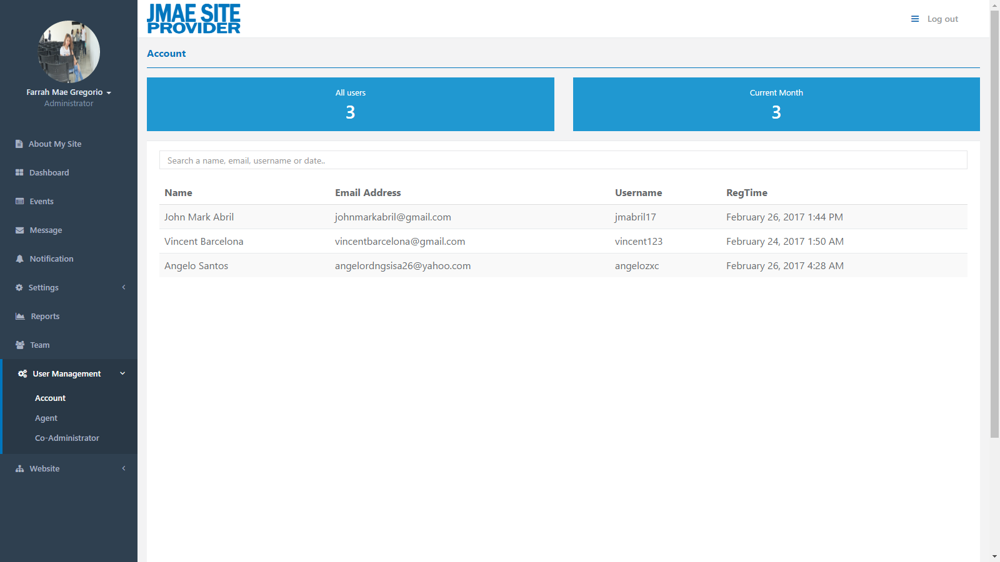 JMAE SITE
PROVIDER
Log out
Farrah Mae Gregorio
Administrator
About My Site
Dashboard
Events
Message
Notification
Settings
Reports
Team
User Management
Account
Agent
Co-Administrator
Website
Account
All users
3
Current Month
3
Search a name, email, username or date..
Name Email Address Username RegTime
John Mark Abril johnmarkabril@gmail.com jmabril17 February 26, 2017 1:44 PM
Vincent Barcelona vincentbarcelona@gmail.com vincent123 February 24, 2017 1:50 AM
Angelo Santos angelordngsisa26@yahoo.com angelozxc February 26, 2017 4:28 AM